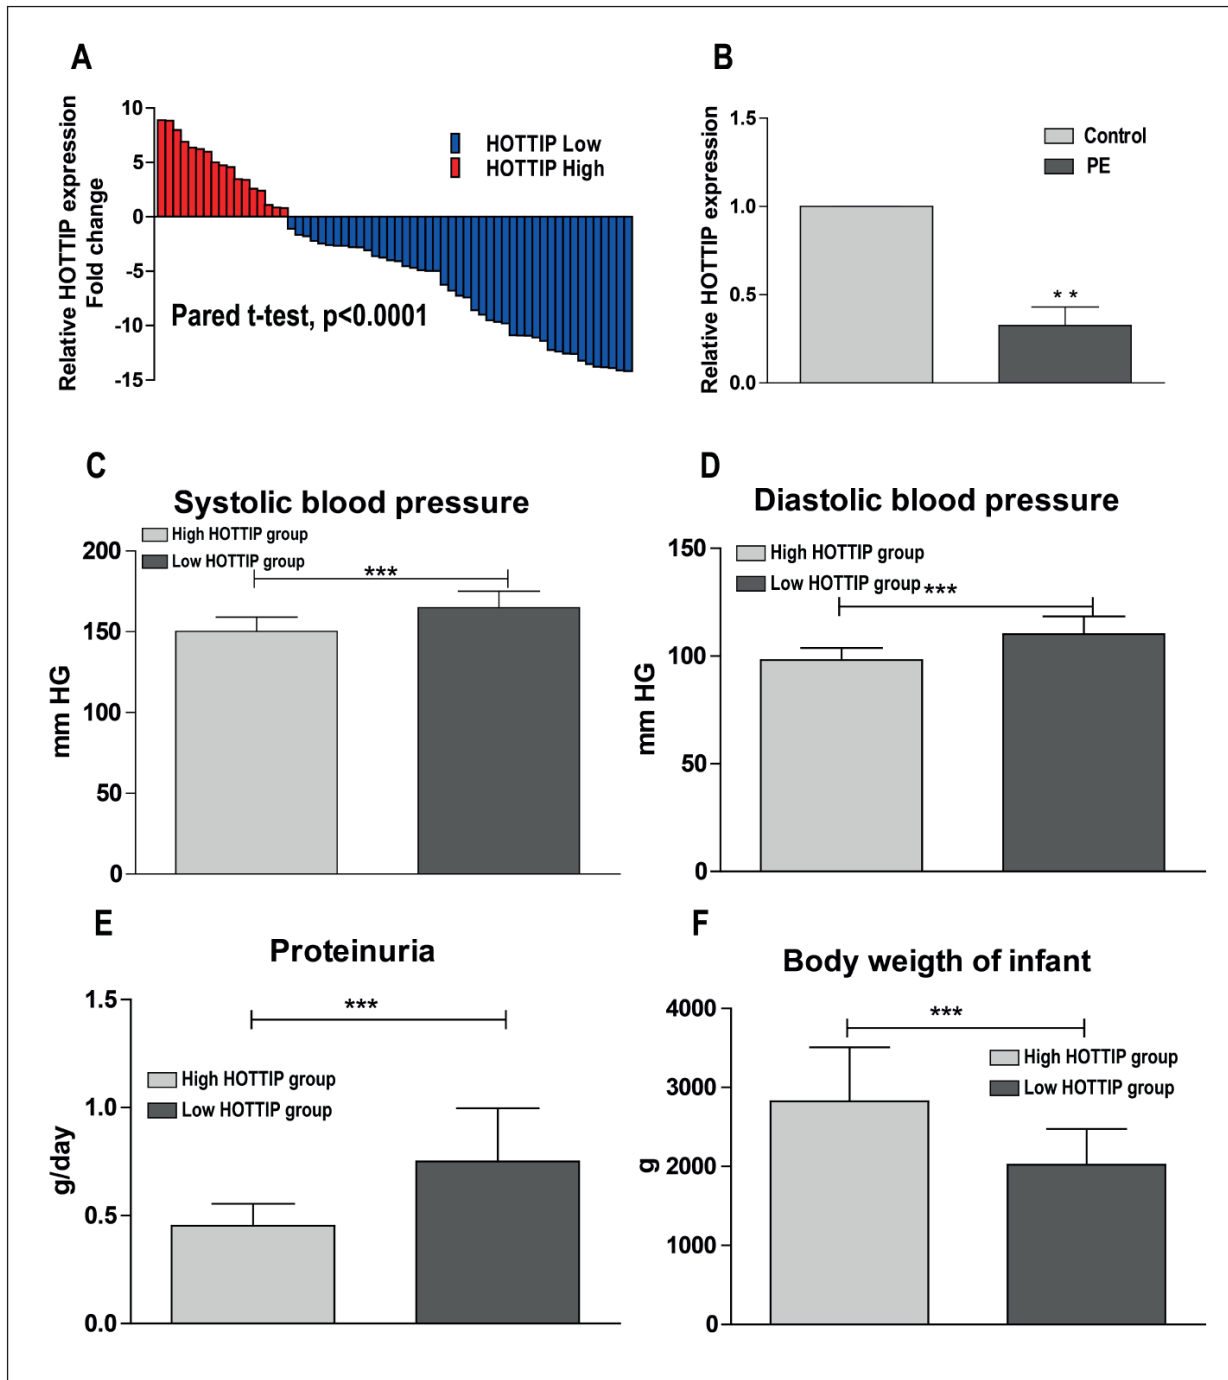 A
Relative HOTTIP expression
Fold change
10
5
0
-5
-10
-15
HOTTIP Low
HOTTIP High
Pared t-test, p<0.0001
B
Relative HOTTIP expression
1.5
1.0
0.5
0.0
Control
PE
* *
C
Systolic blood pressure
High HOTTIP group
Low HOTTIP group
***
mm HG
200
150
100
50
0
D
Diastolic blood pressure
High HOTTIP group
Low HOTTIP group
***
mm HG
150
100
50
0
E
Proteinuria
***
High HOTTIP group
Low HOTTIP group
g/day
1.5
1.0
0.5
0.0
F
Body weigth of infant
***
High HOTTIP group
Low HOTTIP group
g
4000
3000
2000
1000
0